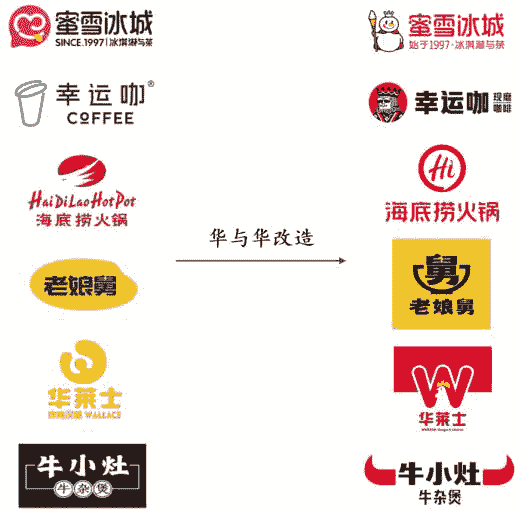 蜜雪冰城
SINCE.1997|冰淇淋与茶
蜜雪冰城
始于1997·冰淇淋与茶
幸运咖®
COFFEE
幸运咖
现磨
咖啡
HaiDiLaoHotPot
海底捞火锅
Hi
海底捞火锅
华与华改造
老娘舅
舅
老娘舅
华莱士
WALLACE
W
华莱士
牛小灶
牛杂煲
牛小灶
牛杂煲